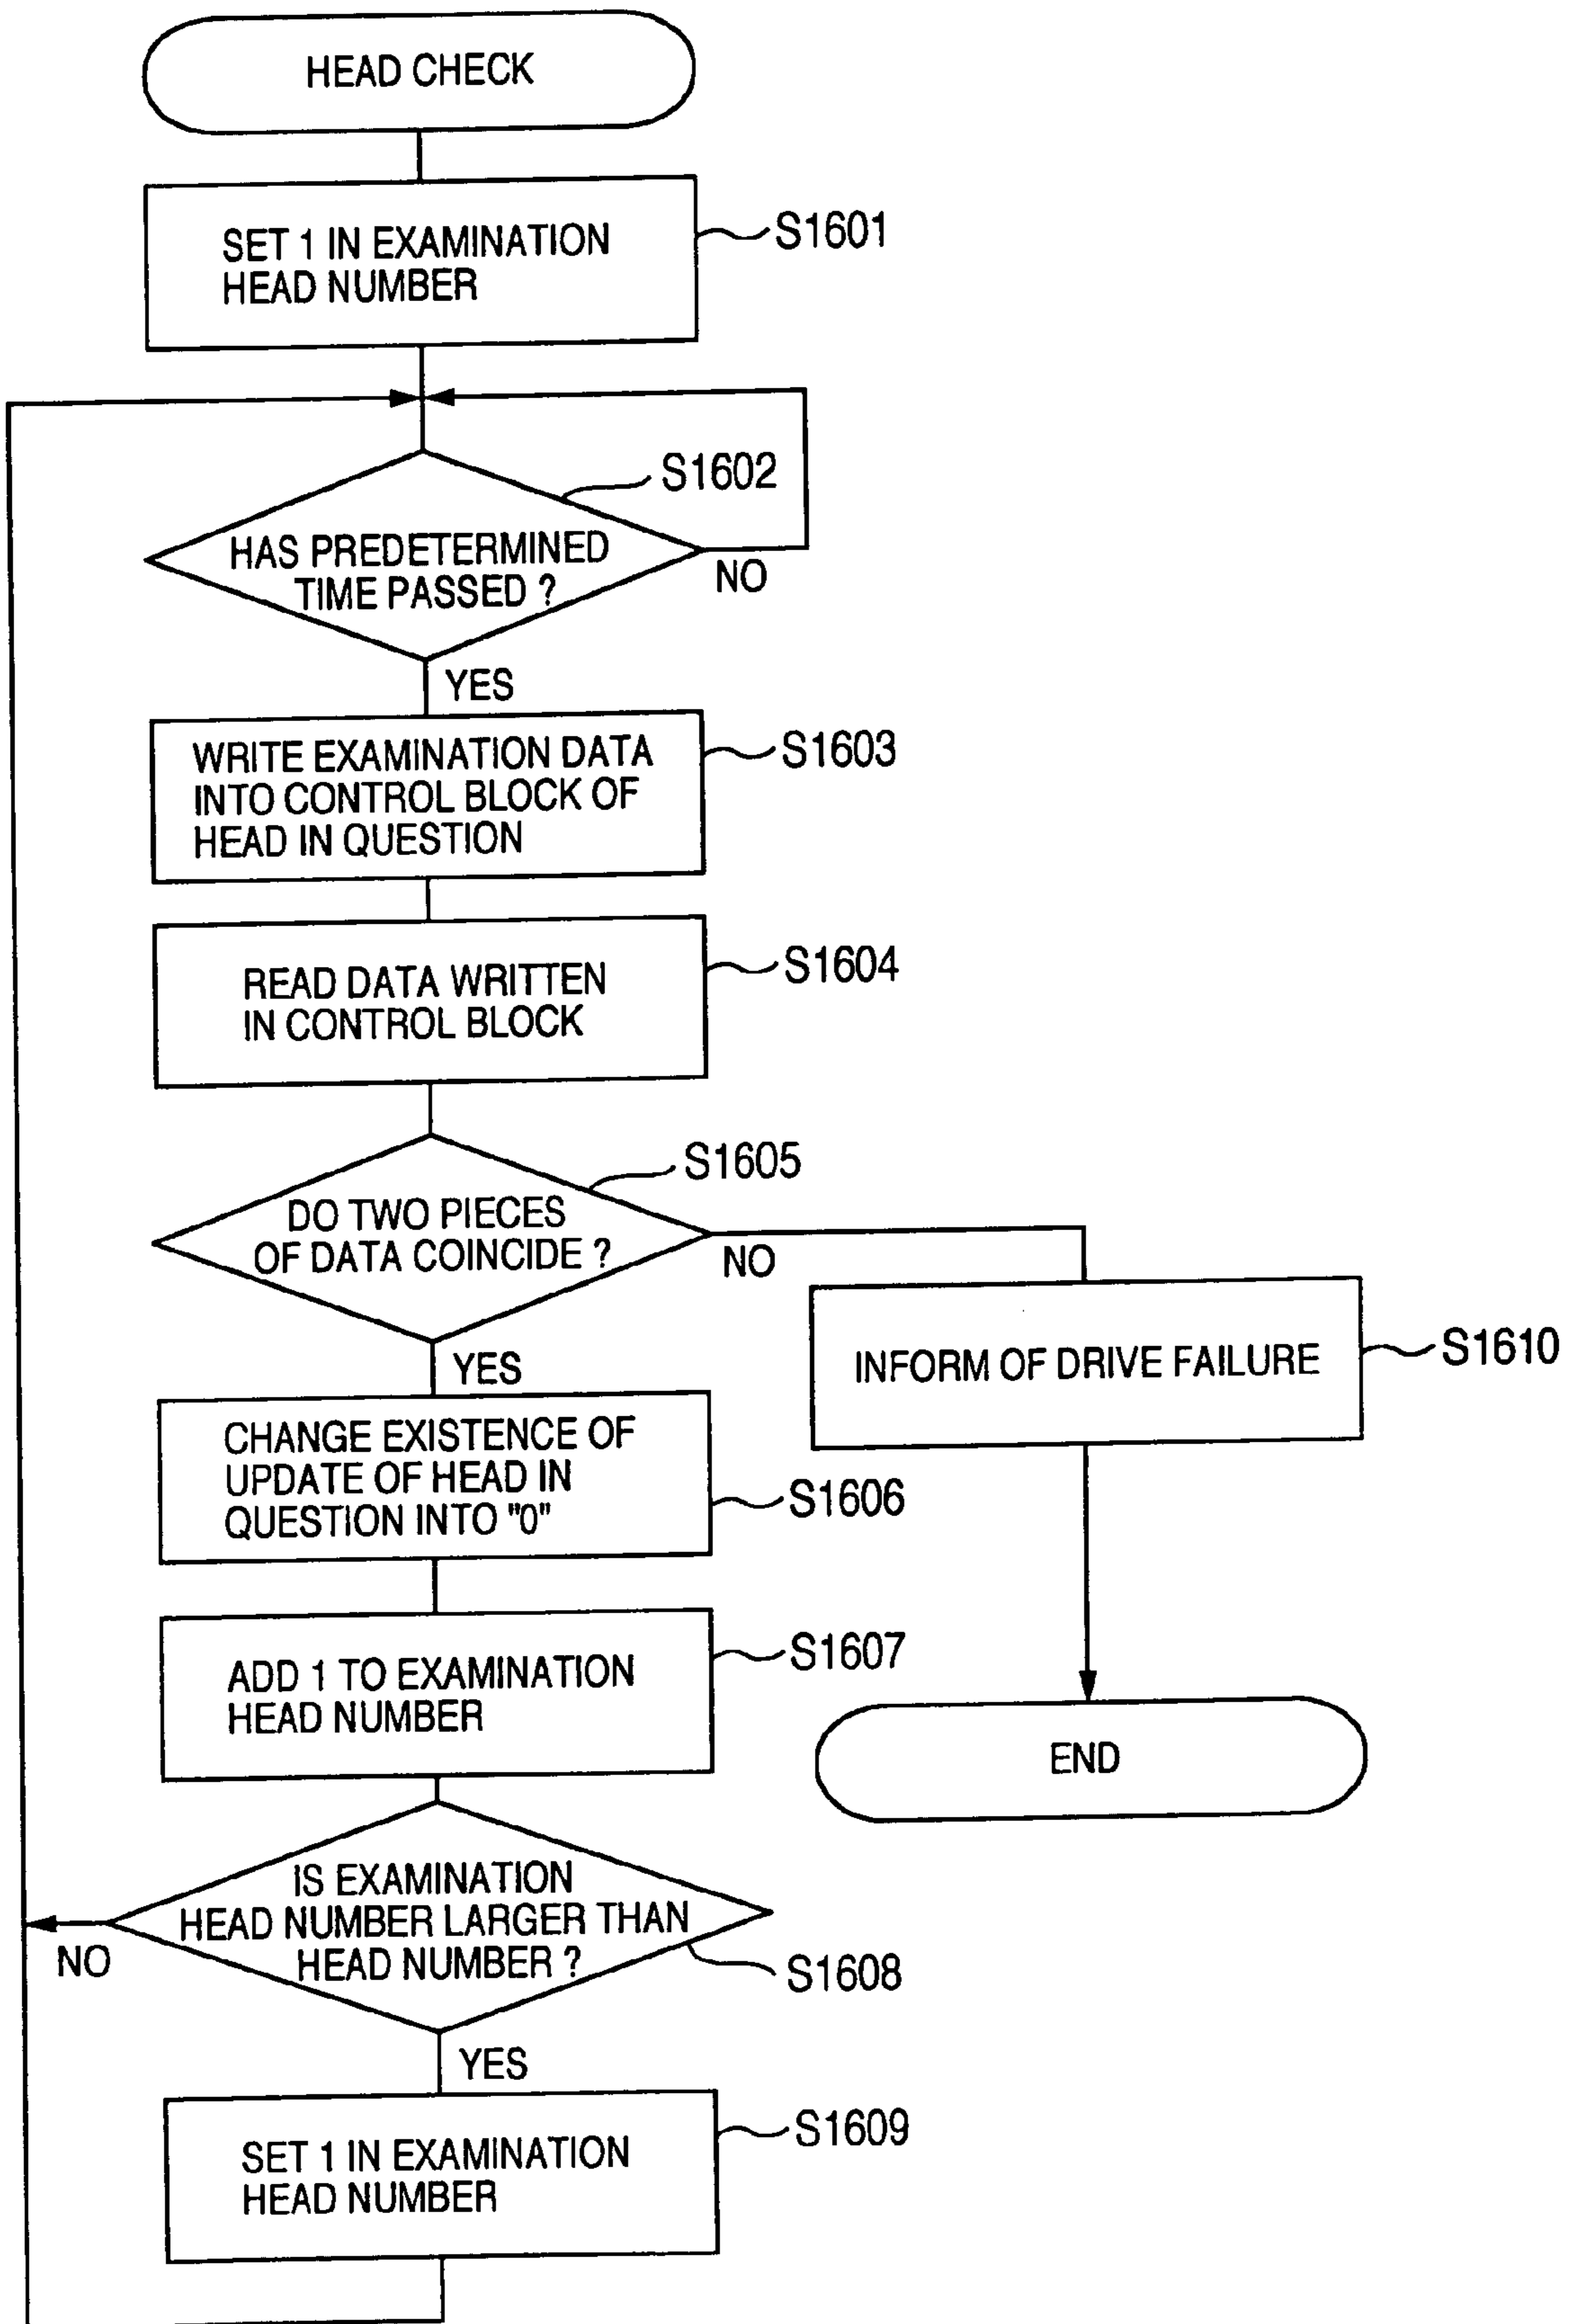 HEAD CHECK
SET 1 IN EXAMINATION
HEAD NUMBER
S1601
S1602
HAS PREDETERMINED
TIME PASSED ?
NO
YES
WRITE EXAMINATION DATA
INTO CONTROL BLOCK OF
HEAD IN QUESTION
S1603
READ DATA WRITTEN
IN CONTROL BLOCK
S1604
S1605
DO TWO PIECES
OF DATA COINCIDE ?
NO
YES
INFORM OF DRIVE FAILURE
S1610
CHANGE EXISTENCE OF
UPDATE OF HEAD IN
QUESTION INTO "0"
S1606
ADD 1 TO EXAMINATION
HEAD NUMBER
S1607
END
IS EXAMINATION
HEAD NUMBER LARGER THAN
HEAD NUMBER ?
NO
S1608
YES
SET 1 IN EXAMINATION
HEAD NUMBER
S1609